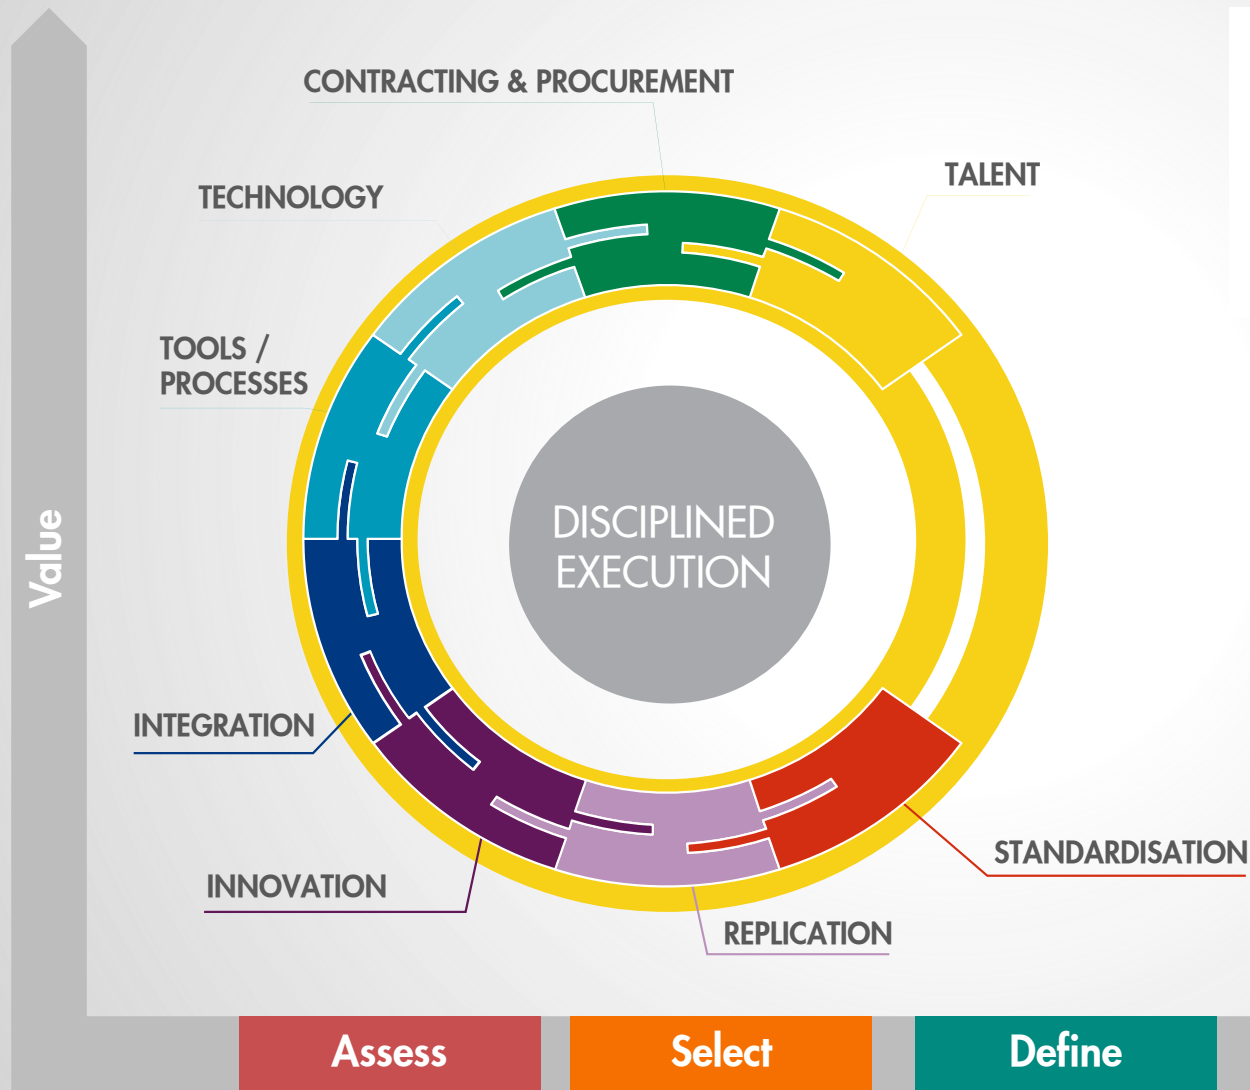 CONTRACTING & PROCUREMENT
TALENT
TECHNOLOGY
TOOLS /
PROCESSES
DISCIPLINED
EXECUTION
Value
INTEGRATION
STANDARDISATION
INNOVATION
REPLICATION
Assess
Select
Define